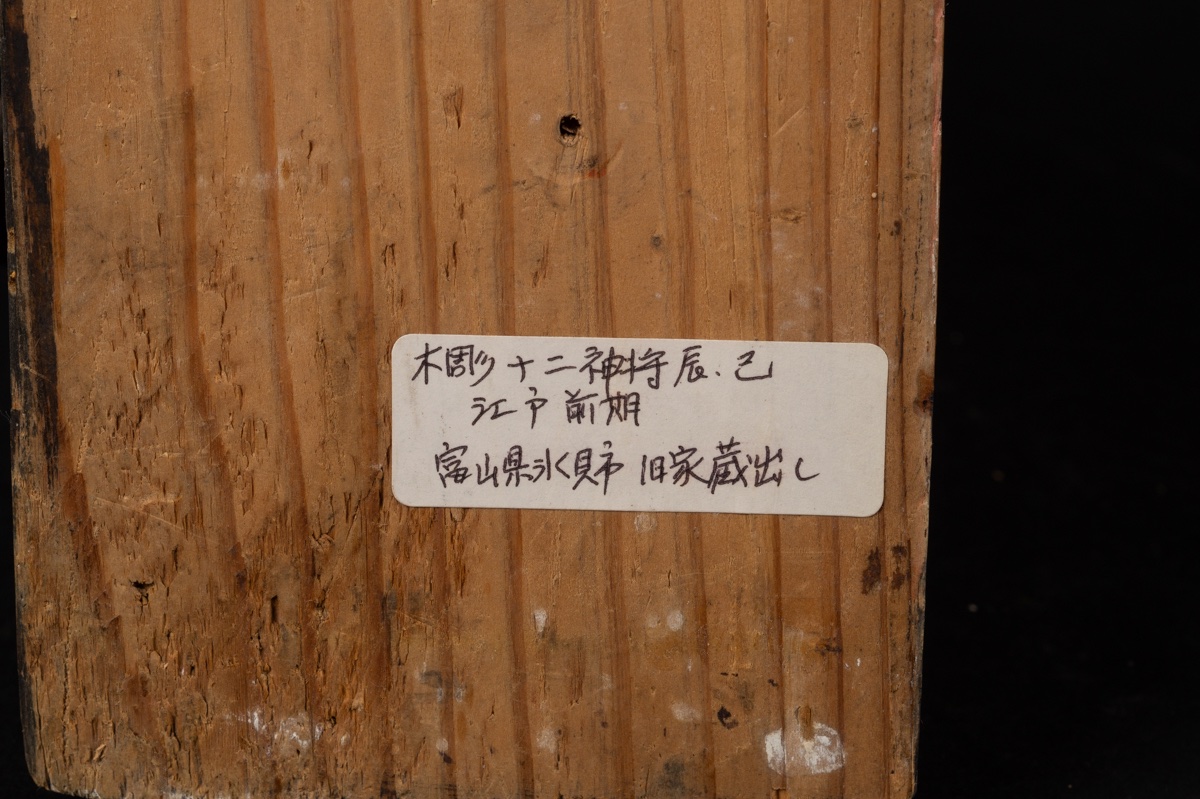 木彫十二神将辰、己
江戸前期
富山県氷見市 旧家蔵出し